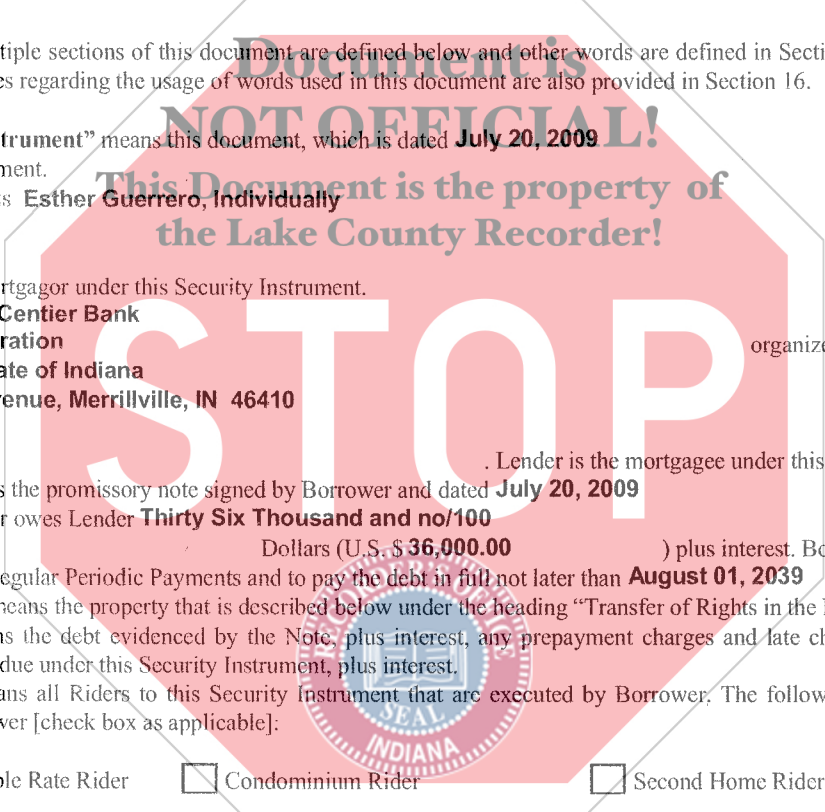 tiple sections of this document are defined below and other words are defined in Secti
Document is
es regarding the usage of words used in this document are also provided in Section 16.
NOT OFFICIAL!
trument” means this document, which is dated July 20, 2009
ment.
This Document is the property of
s Esther Guerrero, Individually
the Lake County Recorder!
rtgagor under this Security Instrument.
Centier Bank
ration organize
ate of Indiana
enue, Merrillville, IN 46410
STOP
. Lender is the mortgagee under this
s the promissory note signed by Borrower and dated July 20, 2009
r owes Lender Thirty Six Thousand and no/100
Dollars (U.S. $ 36,000.00 ) plus interest. Bo
egular Periodic Payments and to pay the debt in full not later than August 01, 2039
neans the property that is described below under the heading “Transfer of Rights in the
ns the debt evidenced by the Note, plus interest, any prepayment charges and late ch
due under this Security Instrument, plus interest.
ans all Riders to this Security Instrument that are executed by Borrower. The follow
ver [check box as applicable]:
SEAL
INDIANA
ble Rate Rider Condominium Rider Second Home Rider